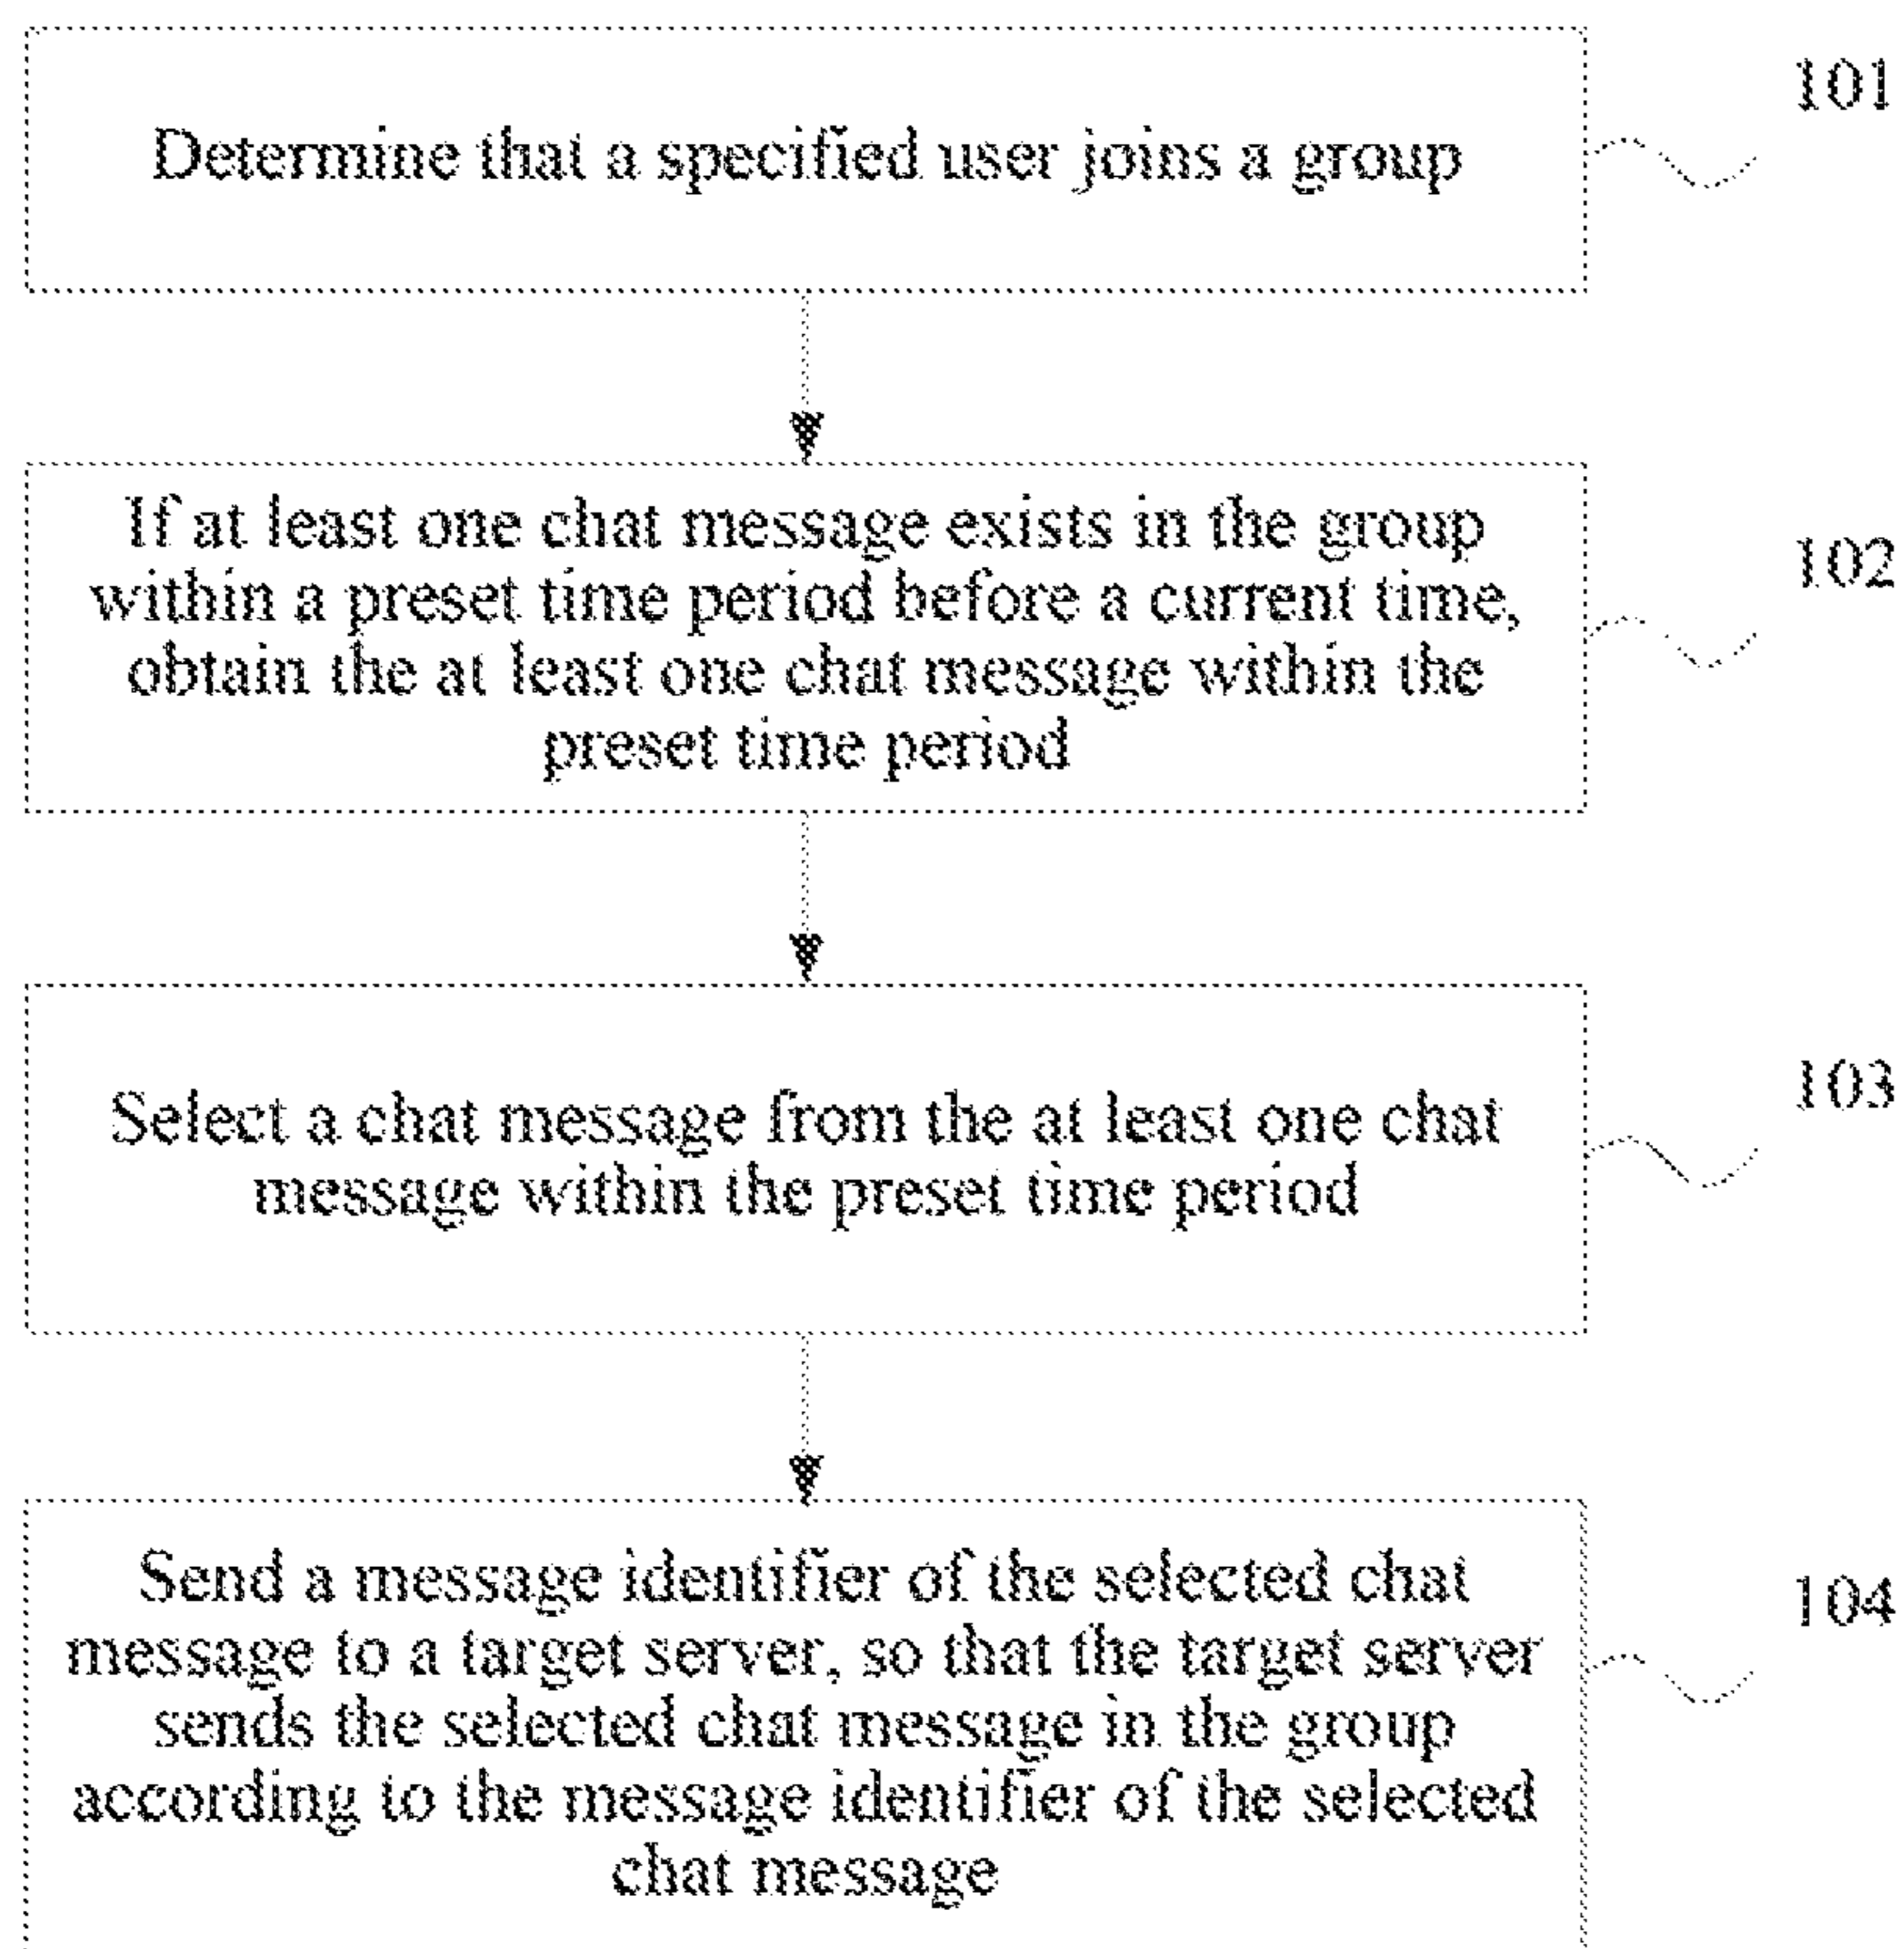 101
Determine that a specified user joins a group
If at least one chat message exists in the group
102
within a preset time period before a current time,
obtain the at least one chat message within the
preset time period
103
Select a chat message from the at least one chat
message within the preset time period
Send a message identifier of the selected chat
104
message to a target server, so that the target server
sends the selected chat message in the group
according to the message identifier of the selected
chat message